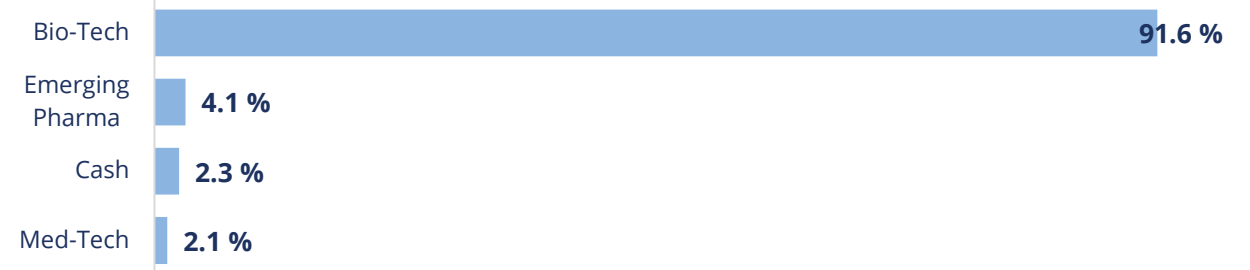 Bio-Tech 91.6 %
Emerging
Pharma 4.1 %
Cash 2.3 %
Med-Tech 2.1 %